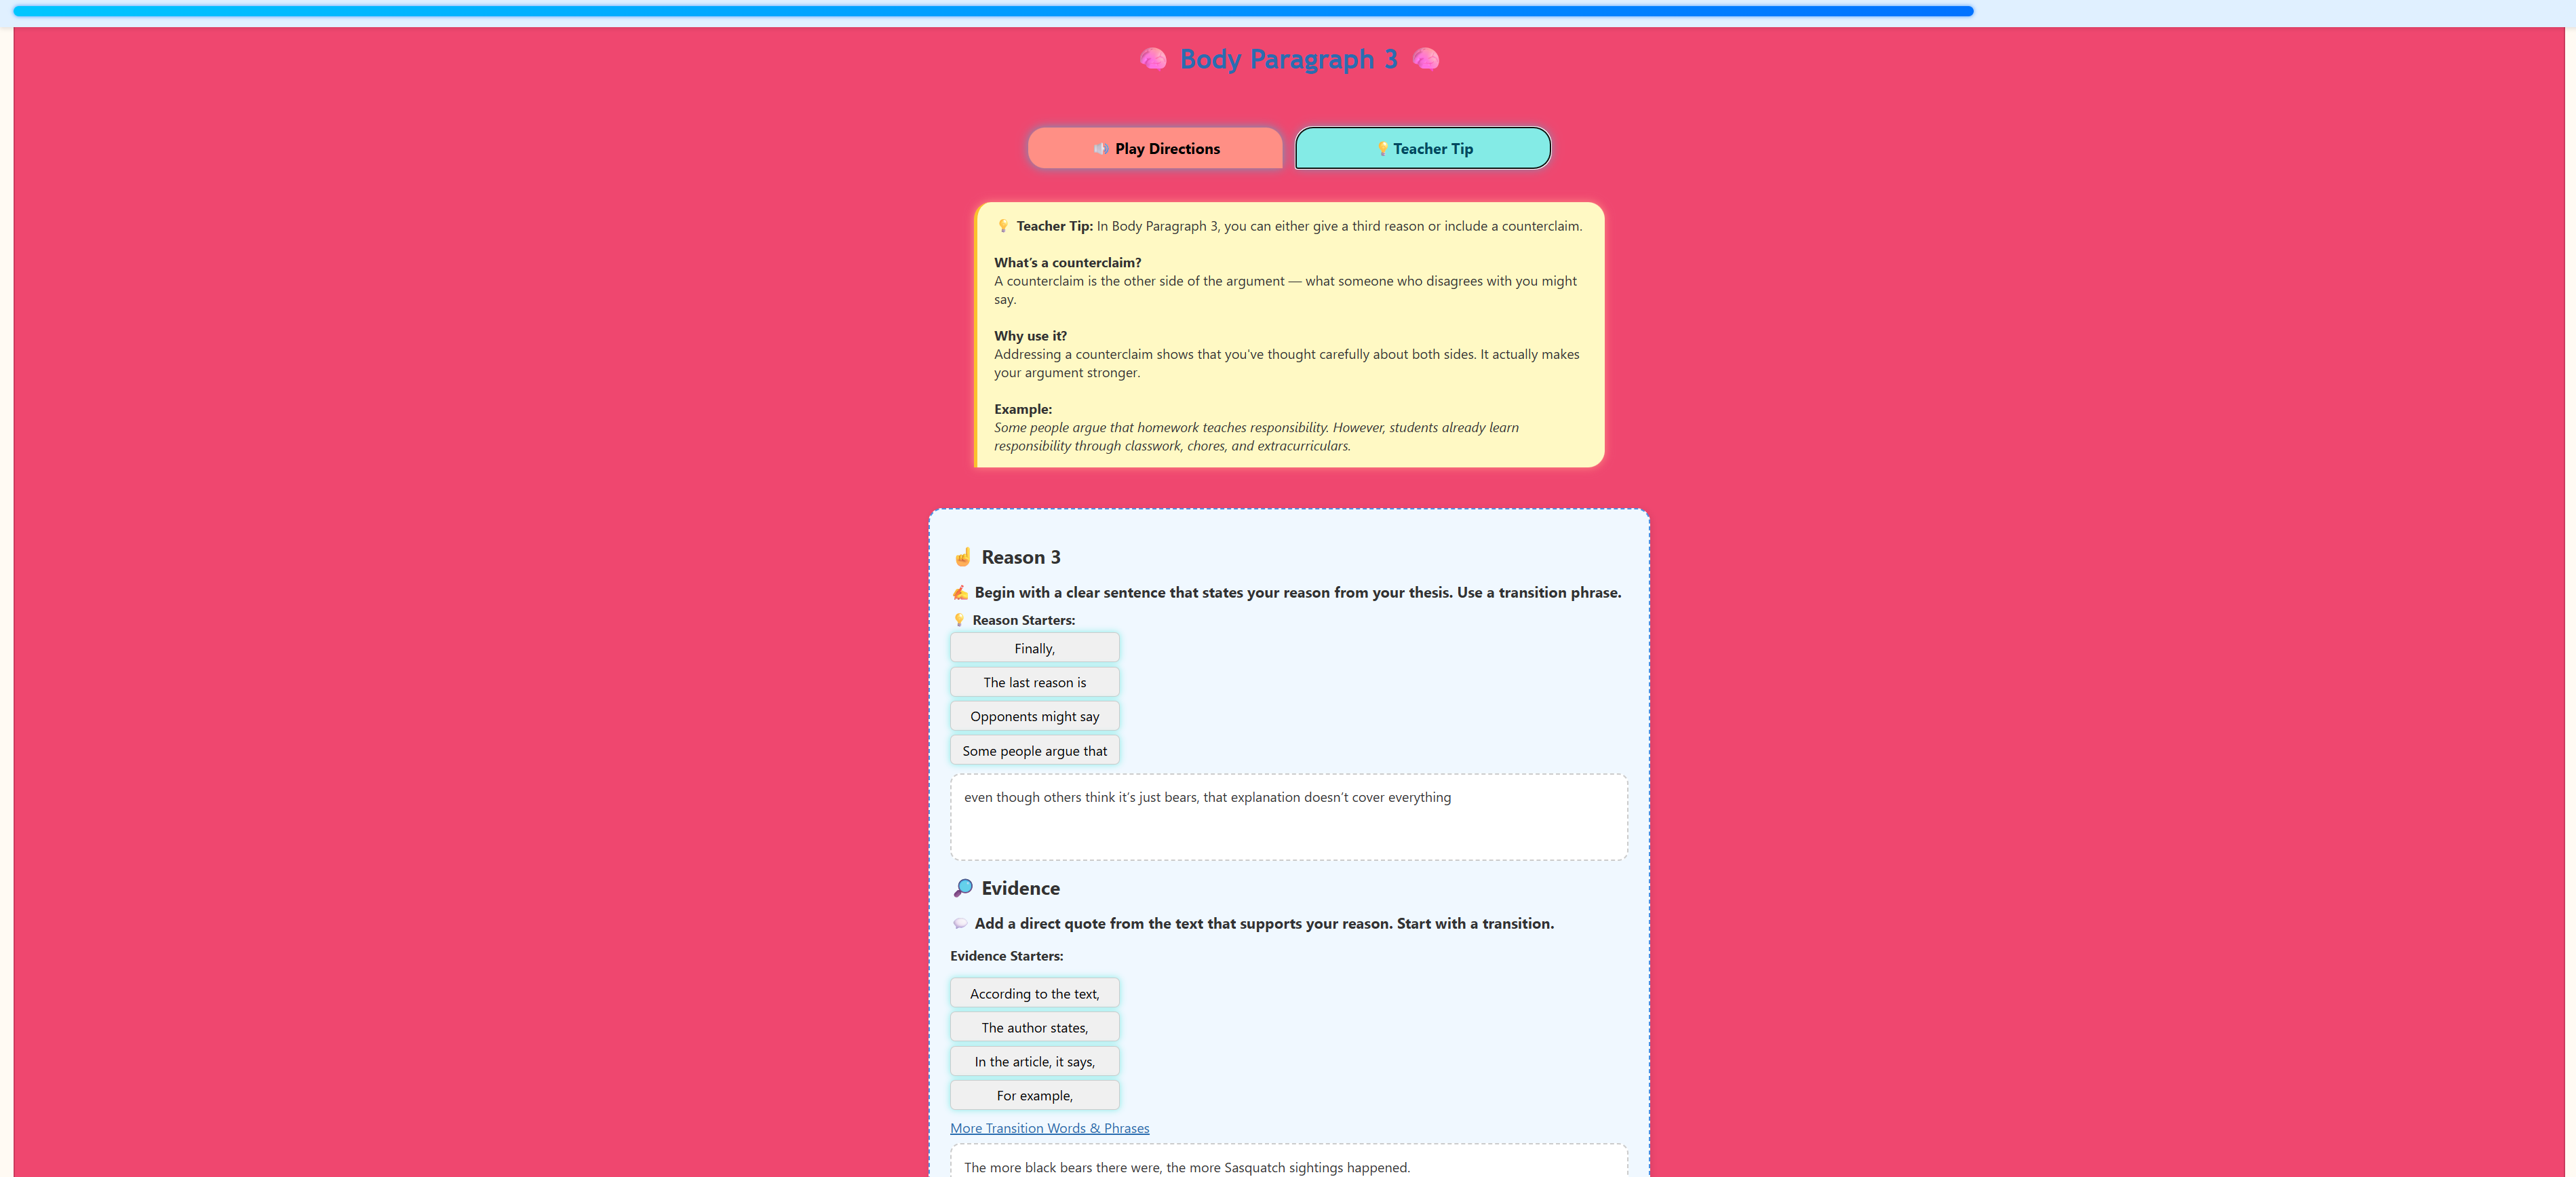 Body Paragraph 3
Play Directions
Teacher Tip
Teacher Tip: In Body Paragraph 3, you can either give a third reason or include a counterclaim.
What's a counterclaim?
A counterclaim is the other side of the argument — what someone who disagrees with you might
say.
Why use it?
Addressing a counterclaim shows that you've thought carefully about both sides. It actually makes
your argument stronger.
Example:
Some people argue that homework teaches responsibility. However, students already learn
responsibility through classwork, chores, and extracurriculars.
Reason 3
Begin with a clear sentence that states your reason from your thesis. Use a transition phrase.
Reason Starters:
Finally,
The last reason is
Opponents might say
Some people argue that
even though others think it’s just bears, that explanation doesn’t cover everything
Evidence
Add a direct quote from the text that supports your reason. Start with a transition.
Evidence Starters:
According to the text,
The author states,
In the article, it says,
For example,
More Transition Words & Phrases
The more black bears there were, the more Sasquatch sightings happened.